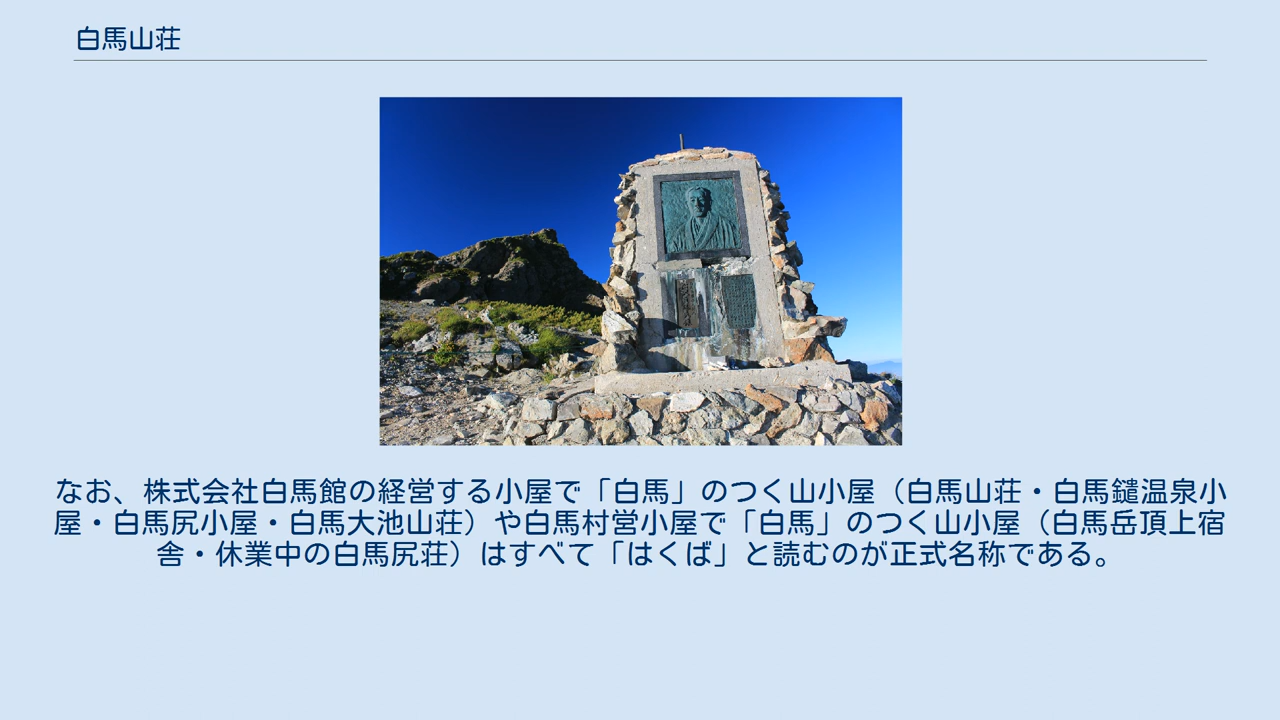 白馬山荘
なお、株式会社白馬館の経営する小屋で「白馬」のつく山小屋（白馬山荘・白馬鑓温泉小
屋・白馬尻小屋・白馬大池山荘）や白馬村営小屋で「白馬」のつく山小屋（白馬岳頂上宿
舎・休業中の白馬尻荘）はすべて「はくば」と読むのが正式名称である。